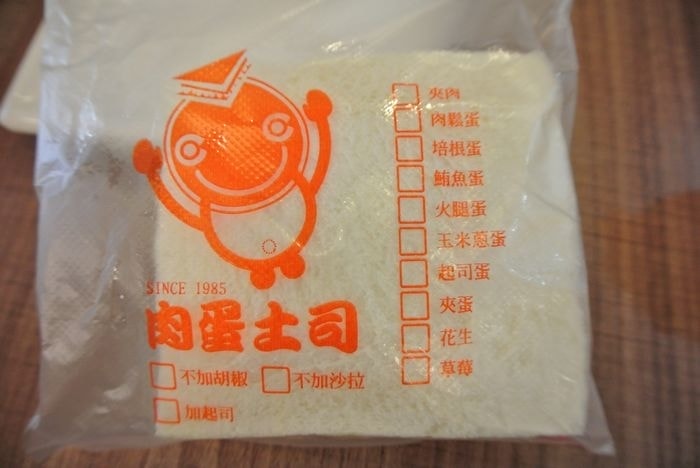 SINCE 1985
肉蛋土司
不加胡椒
不加沙拉
加起司
夾肉
肉鬆蛋
培根蛋
鮪魚蛋
火腿蛋
玉米蔥蛋
起司蛋
夾蛋
花生
草莓